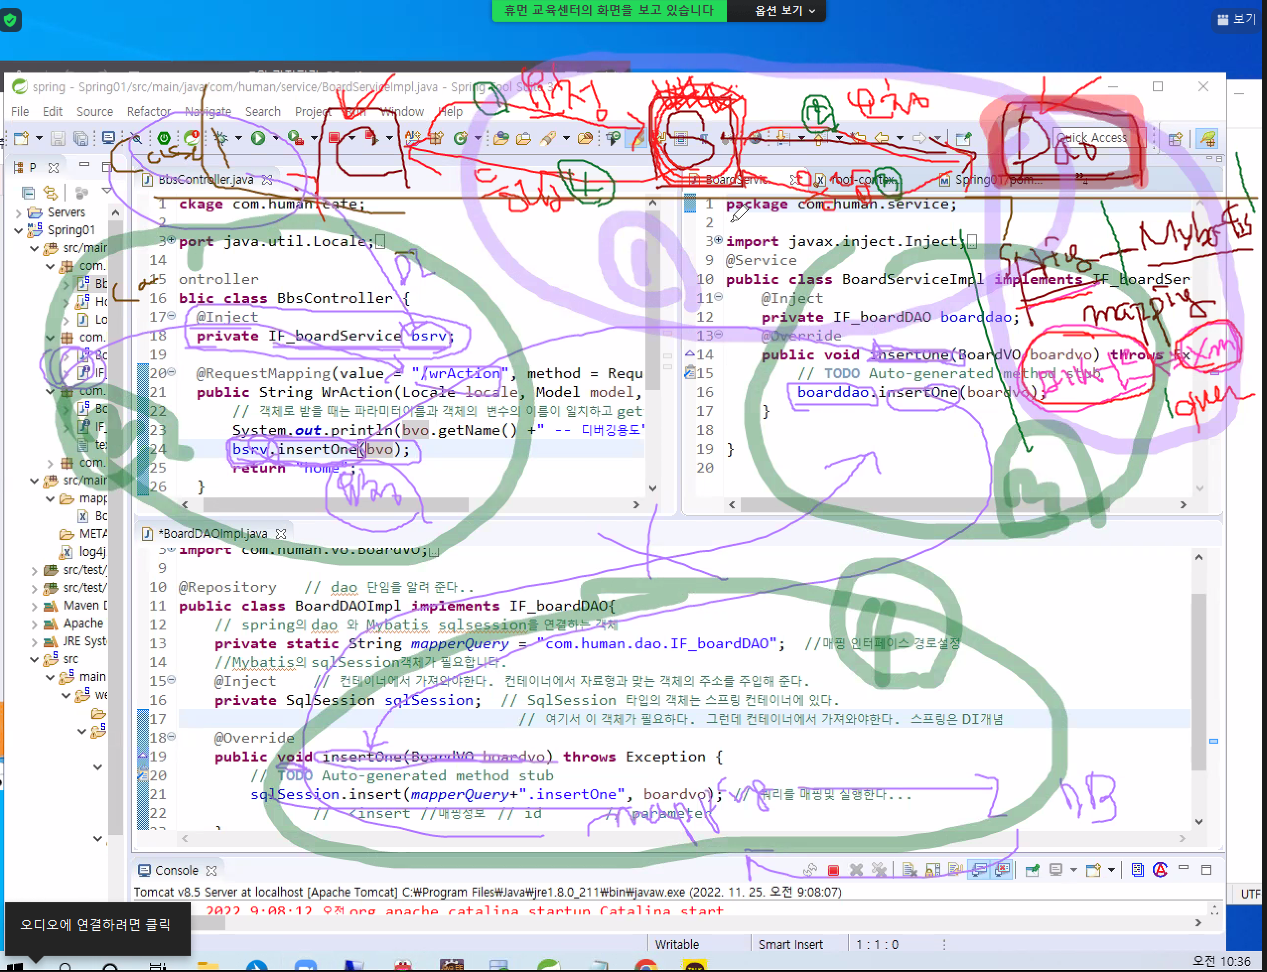 휴먼 교육센터의 화면을 보고 있습니다
옵션 보기
보기
spring - Spring01/src/main/java/com/human/service/BoardServiceImpl.java - Spring Tool Suite 3
File Edit Source Refactor Navigate Search Project Run Window Help
Quick Access
P
Servers
Spring01
src/main
com.
Bb
Ho
Lo
com.
Bo
IF_
com.
Bo
IF_
te
com.
src/mai
mapp
Bo
META
log4j
src/test/
src/test/
Maven D
Apache
JRE Syst
src
main
we
BbsController.java
1 ckage com.human.cate;
2
3 port java.util.Locale;
14
15 ontroller
16 blic class BbsController {
17 @Inject
18 private IF_boardService bsrv;
19
20 @RequestMapping(value = "/wrAction", method = Requ
21 public String WrAction(Locale locale, Model model,
22 // 객체로 받을 때는 파라미터이름과 객체의 변수의 이름이 일치하고 get
23 System.out.println(bvo.getName() +" -- 디버깅용도"
24 bsrv.insertOne(bvo);
25 return "home";
26 }
BoardServic
root-contex
Spring01/pom...
1 package com.human.service;
2
3 import javax.inject.Inject;
9 @Service
10 public class BoardServiceImpl implements IF_boardSer
11 @Inject
12 private IF_boardDAO boarddao;
13 @Override
14 public void insertOne(BoardVO boardvo) throws Ex
15 // TODO Auto-generated method stub
16 boarddao.insertOne(boardvo);
17 }
18
19 }
20
Mybatis
mapping
Xml
*BoardDAOImpl.java
3 import com.human.vo.BoardVO;
9
10 @Repository // dao 단임을 알려 준다..
11 public class BoardDAOImpl implements IF_boardDAO{
12 // spring의 dao 와 Mybatis sqlsession을 연결하는 객체
13 private static String mapperQuery = "com.human.dao.IF_boardDAO"; //매핑 인터페이스 경로설정
14 //Mybatis의 sqlSession객체가 필요합니다.
15 @Inject // 컨테이너에서 가져와야한다. 컨테이너에서 자료형과 맞는 객체의 주소를 주입해 준다.
16 private SqlSession sqlSession; // SqlSession 타입의 객체는 스프링 컨테이너에 있다.
17 // 여기서 이 객체가 필요하다. 그런데 컨테이너에서 가져와야한다. 스프링은 DI개념
18 @Override
19 public void insertOne(BoardVO boardvo) throws Exception {
20 // TODO Auto-generated method stub
21 sqlSession.insert(mapperQuery+".insertOne", boardvo); // 쿼리를 매핑및 실행한다...
22 // <insert //매핑정보 // id // parameter
23 }
mapping
DB
Console
Tomcat v8.5 Server at localhost [Apache Tomcat] C:\Program Files\Java\jre1.8.0_211\bin\javaw.exe (2022. 11. 25. 오전 9:08:07)
2022 9:08:12 오전 org.apache.catalina.startup.Catalina start
오디오에 연결하려면 클릭
Writable
Smart Insert
1 : 1 : 0
UTF
오전 10:36